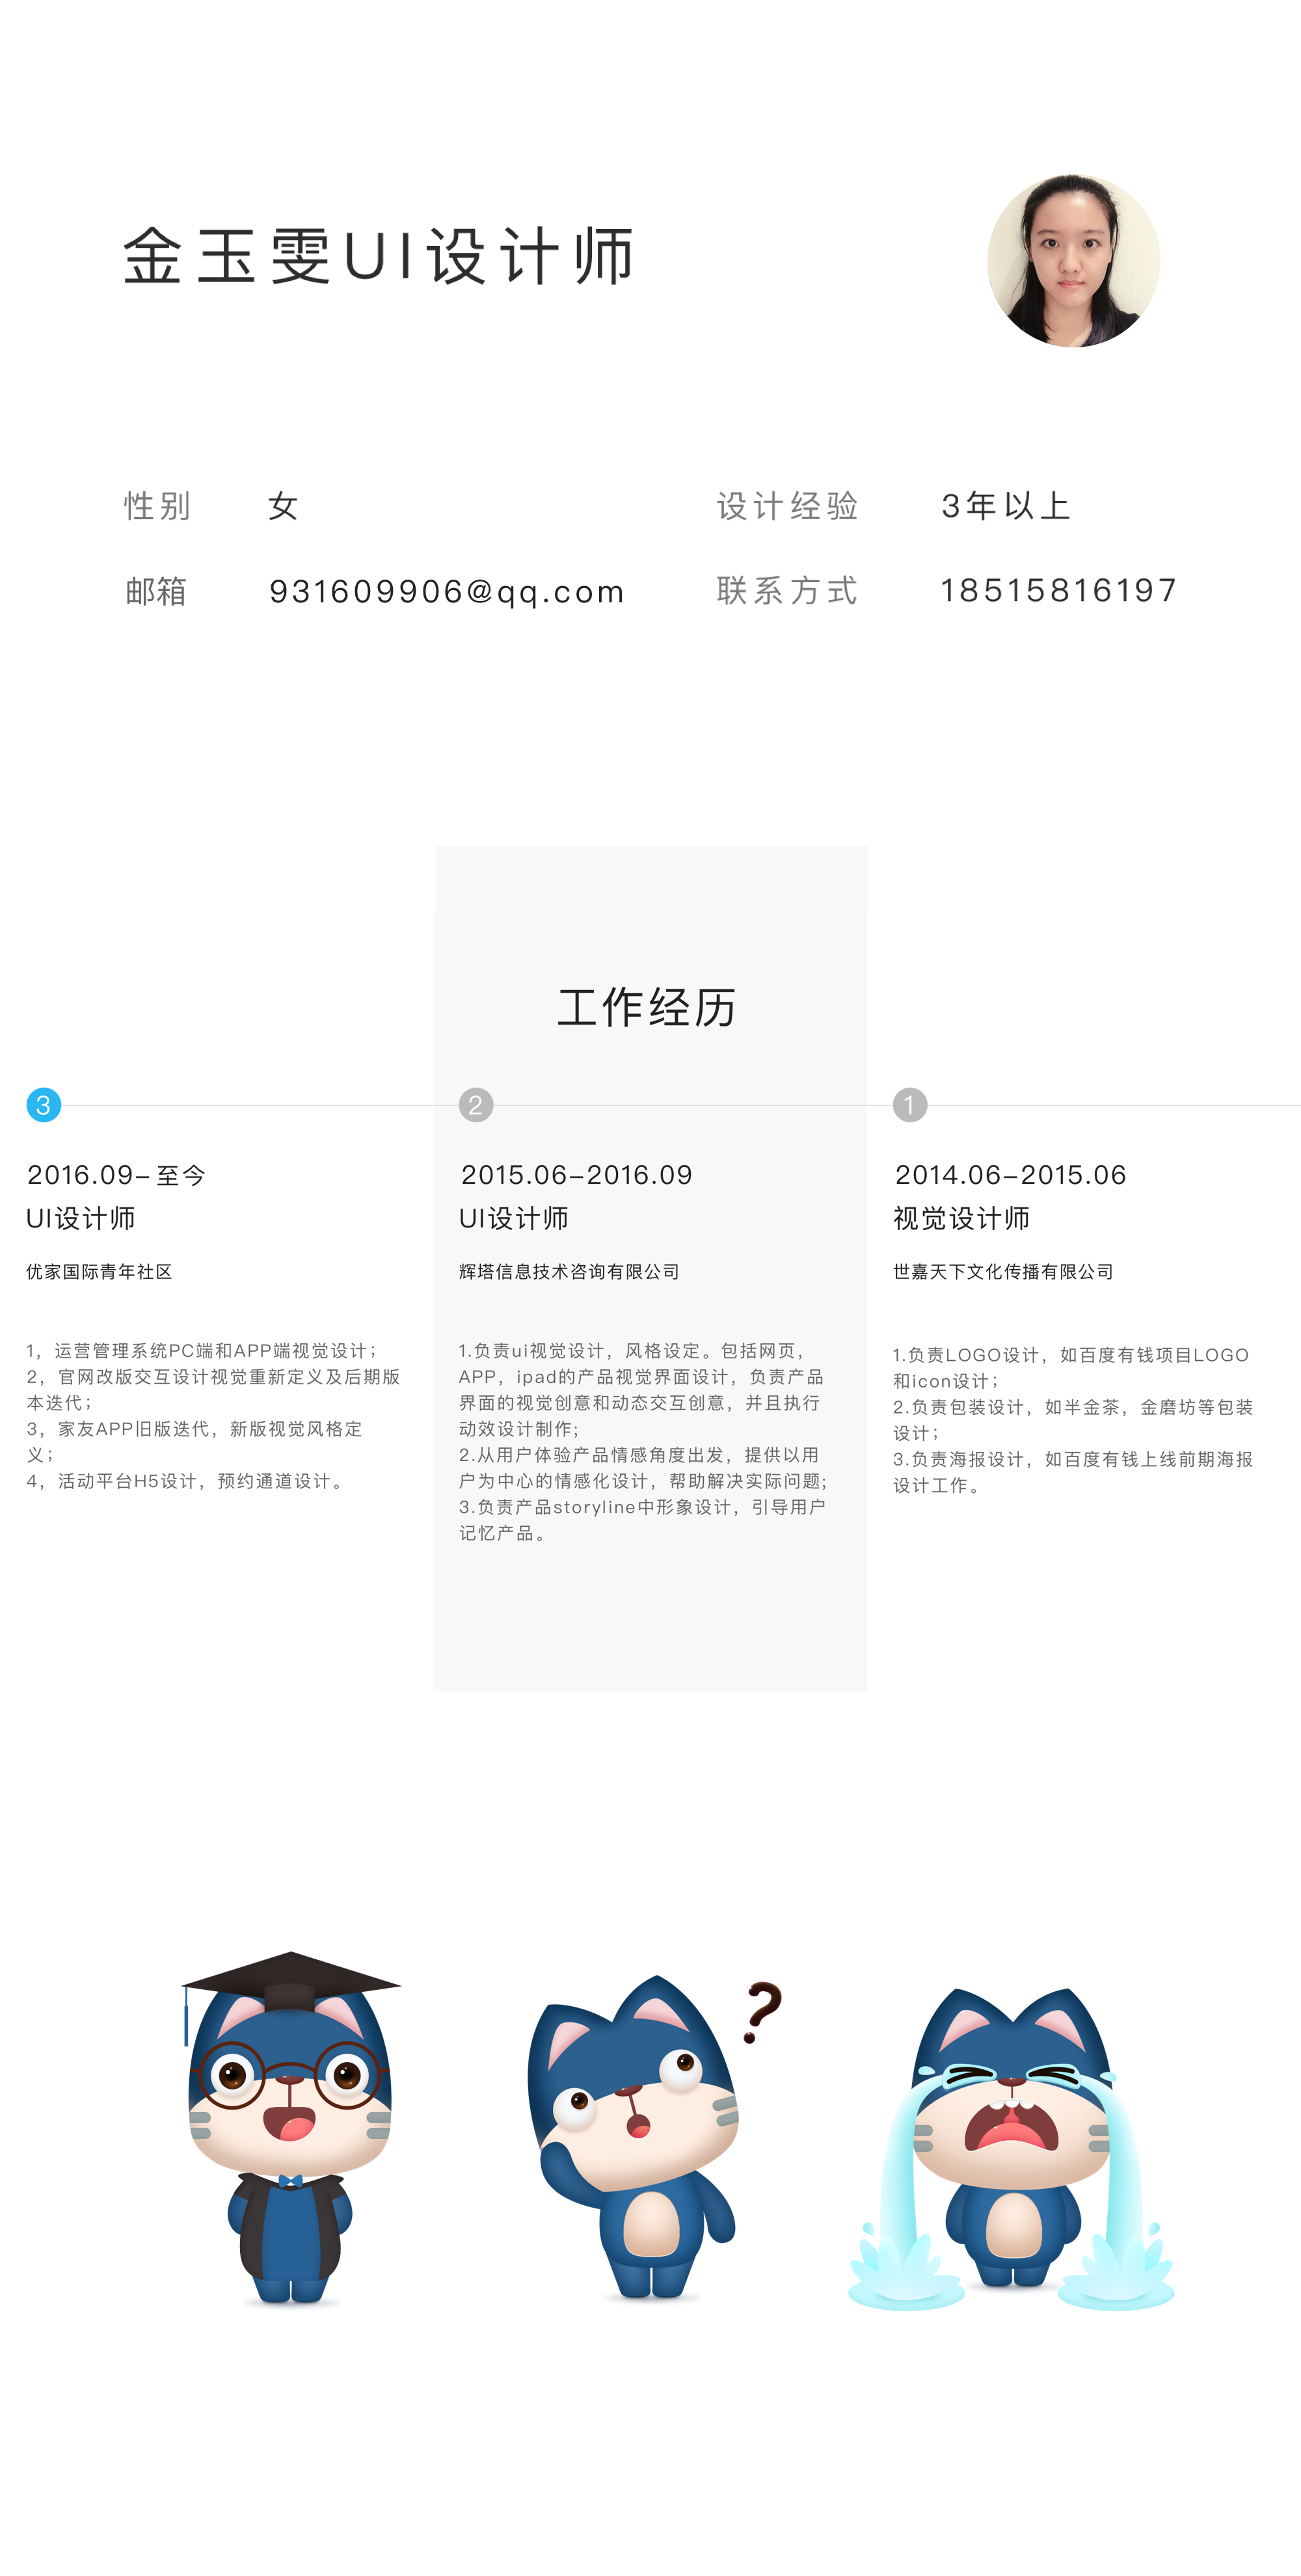 金玉雯UI设计师
性别 女 设计经验 3年以上
邮箱 931609906@qq.com 联系方式 18515816197
工作经历
3
2016.09– 至今
UI设计师
优家国际青年社区
1，运营管理系统PC端和APP端视觉设计；
2，官网改版交互设计视觉重新定义及后期版
本迭代；
3，家友APP旧版迭代，新版视觉风格定
义；
4，活动平台H5设计，预约通道设计。
2
2015.06–2016.09
UI设计师
辉塔信息技术咨询有限公司
1.负责ui视觉设计，风格设定。包括网页，
APP，ipad的产品视觉界面设计，负责产品
界面的视觉创意和动态交互创意，并且执行
动效设计制作;
2.从用户体验产品情感角度出发，提供以用
户为中心的情感化设计，帮助解决实际问题;
3.负责产品storyline中形象设计，引导用户
记忆产品。
1
2014.06–2015.06
视觉设计师
世嘉天下文化传播有限公司
1.负责LOGO设计，如百度有钱项目LOGO
和icon设计；
2.负责包装设计，如半金茶，金磨坊等包装
设计；
3.负责海报设计，如百度有钱上线前期海报
设计工作。
?